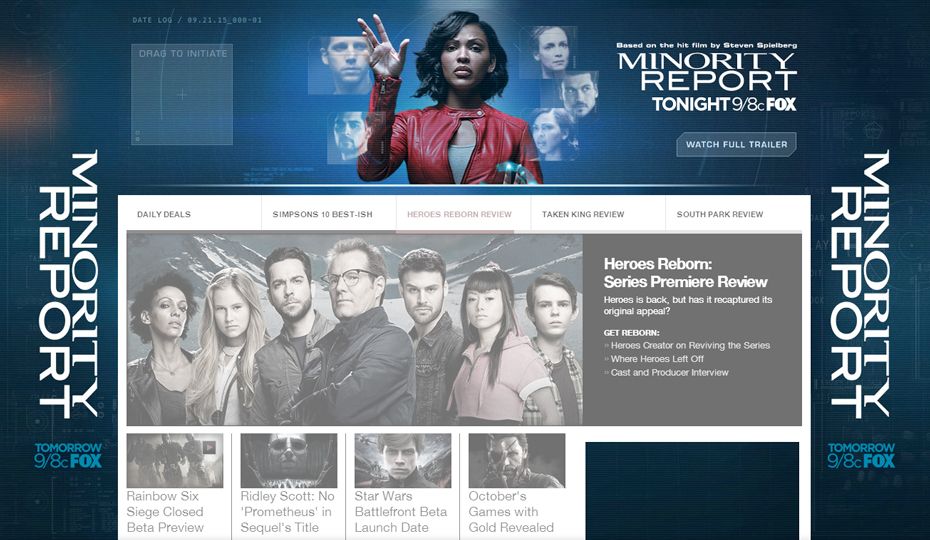 DATE LOG / 09.21.15_000-01
DRAG TO INITIATE
Based on the hit film by Steven Spielberg
MINORITY
REPORT
TONIGHT 9/8c FOX
WATCH FULL TRAILER
MINORITY
REPORT
TOMORROW
9/8c FOX
MINORITY
REPORT
TOMORROW
9/8c FOX
DAILY DEALS
SIMPSONS 10 BEST-ISH
HEROES REBORN REVIEW
TAKEN KING REVIEW
SOUTH PARK REVIEW
Heroes Reborn:
Series Premiere Review
Heroes is back, but has it recaptured its
original appeal?
GET REBORN:
» Heroes Creator on Reviving the Series
» Where Heroes Left Off
» Cast and Producer Interview
Rainbow Six
Siege Closed
Beta Preview
Ridley Scott: No
'Prometheus' in
Sequel's Title
Star Wars
Battlefront Beta
Launch Date
October's
Games with
Gold Revealed